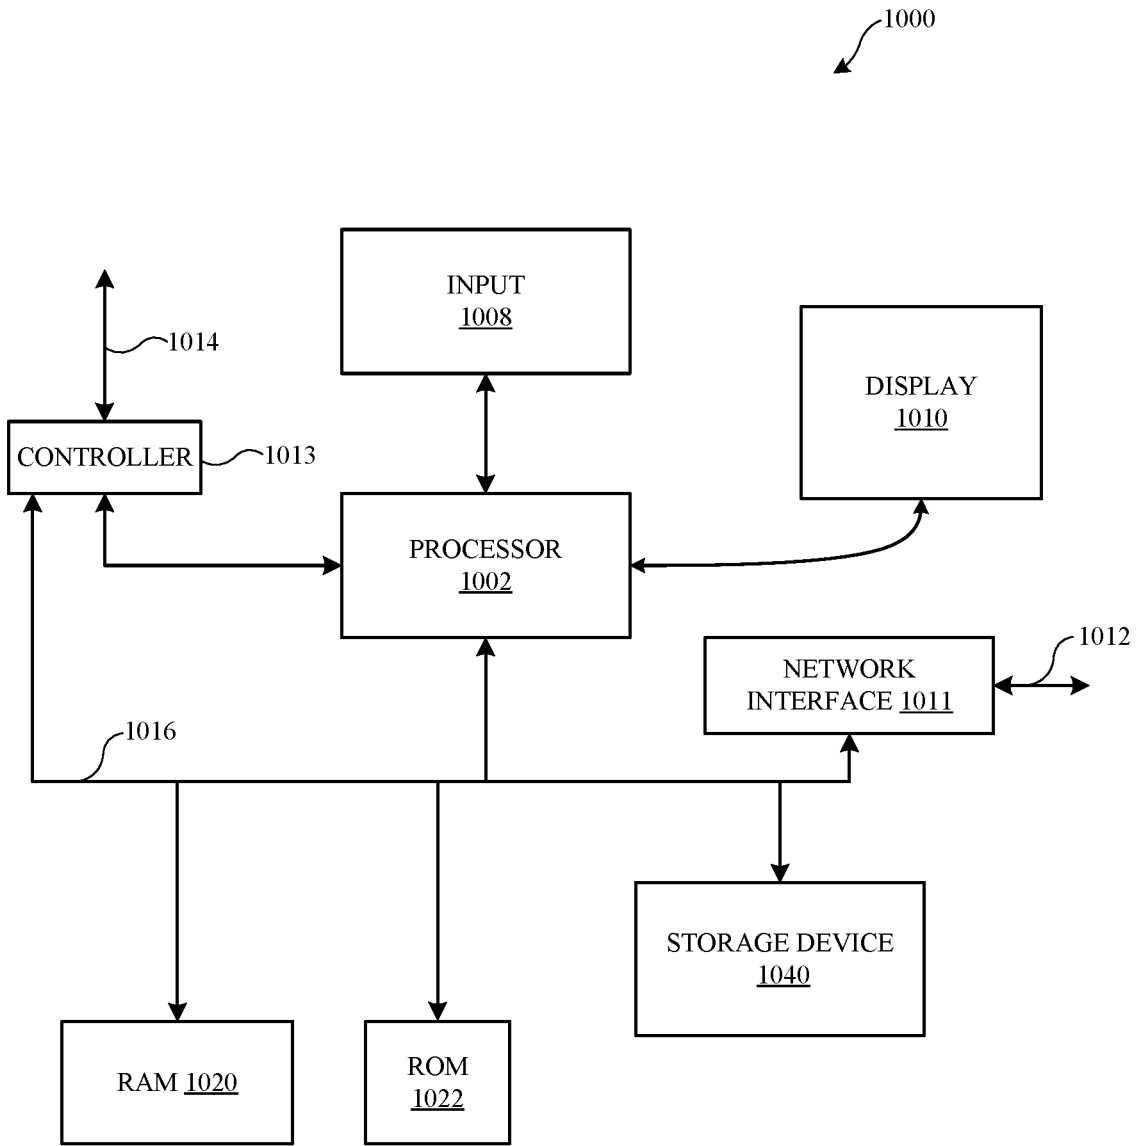 1000
INPUT
1008
1014
DISPLAY
1010
CONTROLLER
1013
PROCESSOR
1002
1012
NETWORK
INTERFACE 1011
1016
STORAGE DEVICE
1040
RAM 1020
ROM
1022